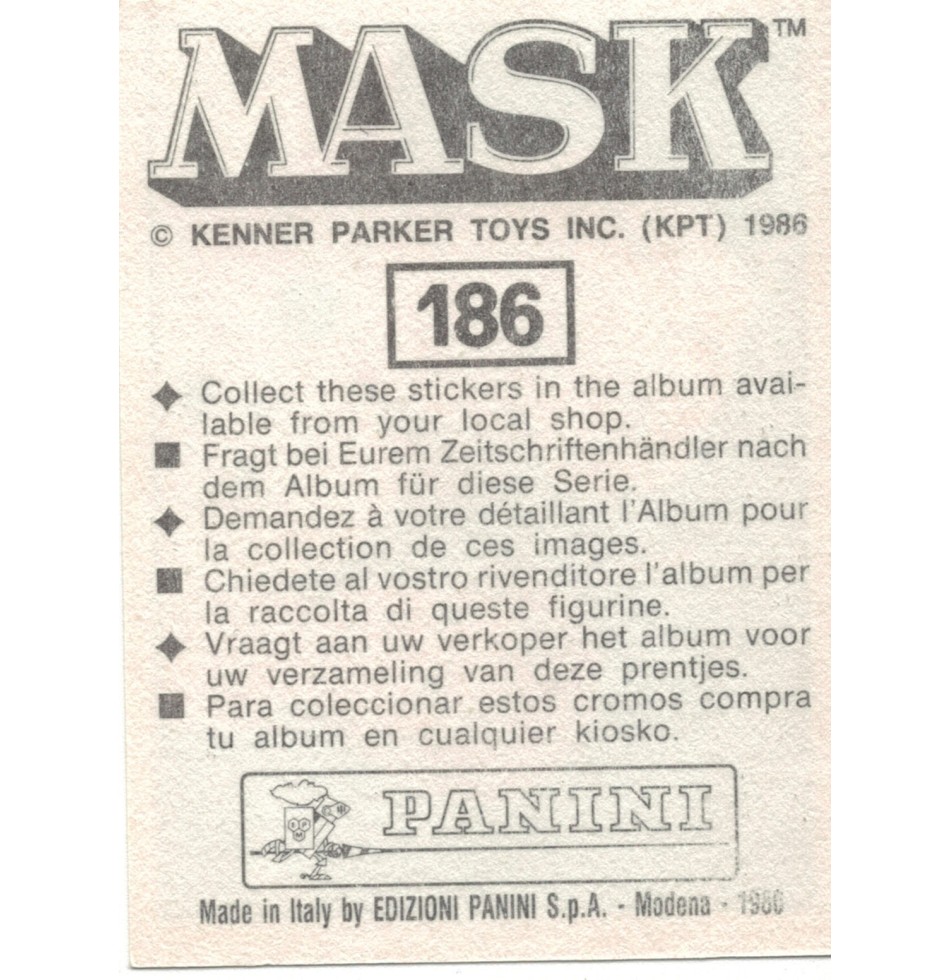 MASK™
© KENNER PARKER TOYS INC. (KPT) 1986
186
Collect these stickers in the album avai-
lable from your local shop.
Fragt bei Eurem Zeitschriftenhändler nach
dem Album für diese Serie.
Demandez à votre détaillant l'Album pour
la collection de ces images.
Chiedete al vostro rivenditore l'album per
la raccolta di queste figurine.
Vraagt aan uw verkoper het album voor
uw verzameling van deze prentjes.
Para coleccionar estos cromos compra
tu album en cualquier kiosko.
PANINI
Made in Italy by EDIZIONI PANINI S.p.A. - Modena -